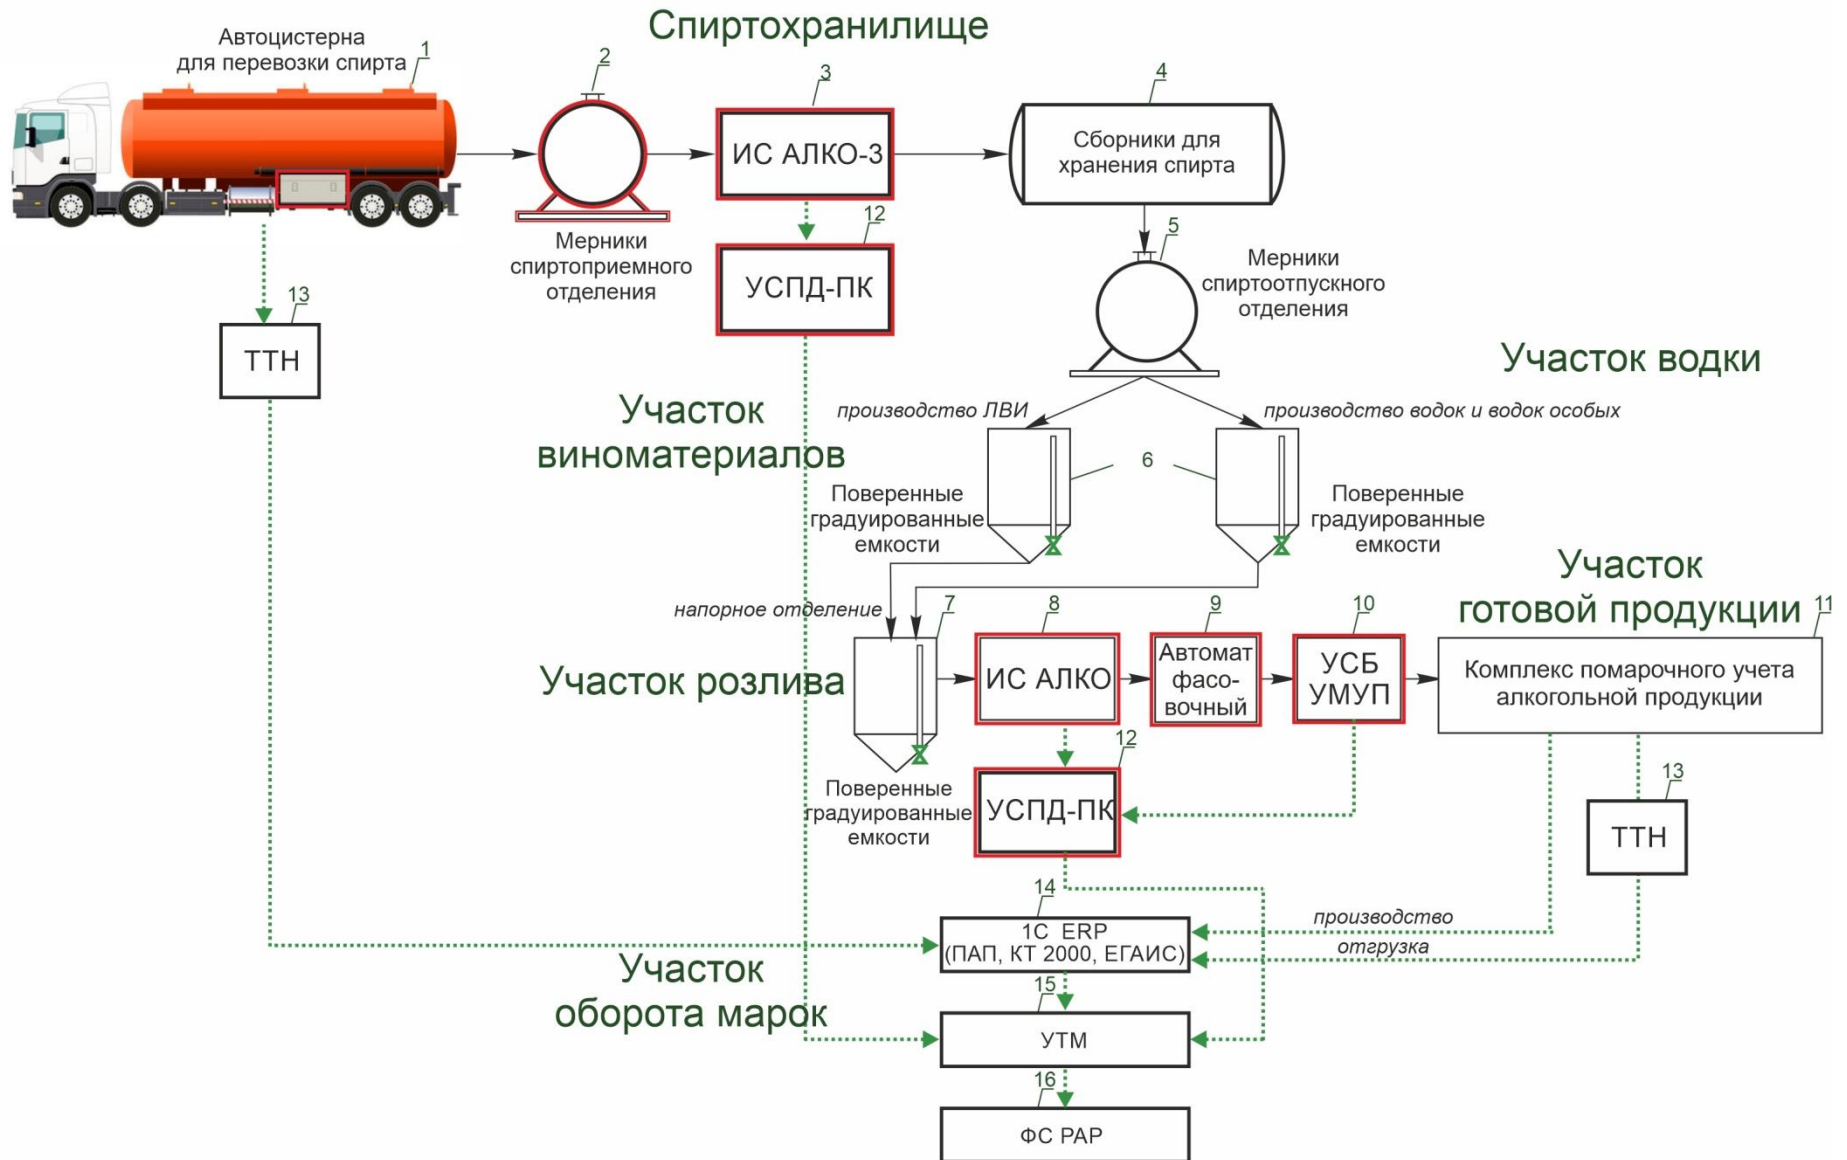 Спиртохранилище
Автоцистерна
для перевозки спирта
1
2
3
4
ИС АЛКО-3
Сборники для
хранения спирта
Мерники
спиртоприемного
отделения
12
УСПД-ПК
5
Мерники
спиртоотпускного
отделения
13
ТТН
Участок водки
Участок
виноматериалов
производство ЛВИ
производство водок и водок особых
6
Поверенные
градуированные
емкости
Поверенные
градуированные
емкости
Участок
готовой продукции
напорное отделение
7
8
9
10
11
Участок розлива
ИС АЛКО
Автомат
фасо-
вочный
УСБ
УМУП
Комплекс помарочного учета
алкогольной продукции
12
Поверенные
градуированные
емкости
УСПД-ПК
13
ТТН
14
1С ERP
(ПАП, КТ 2000, ЕГАИС)
производство
отгрузка
Участок
оборота марок
15
УТМ
16
ФС РАР